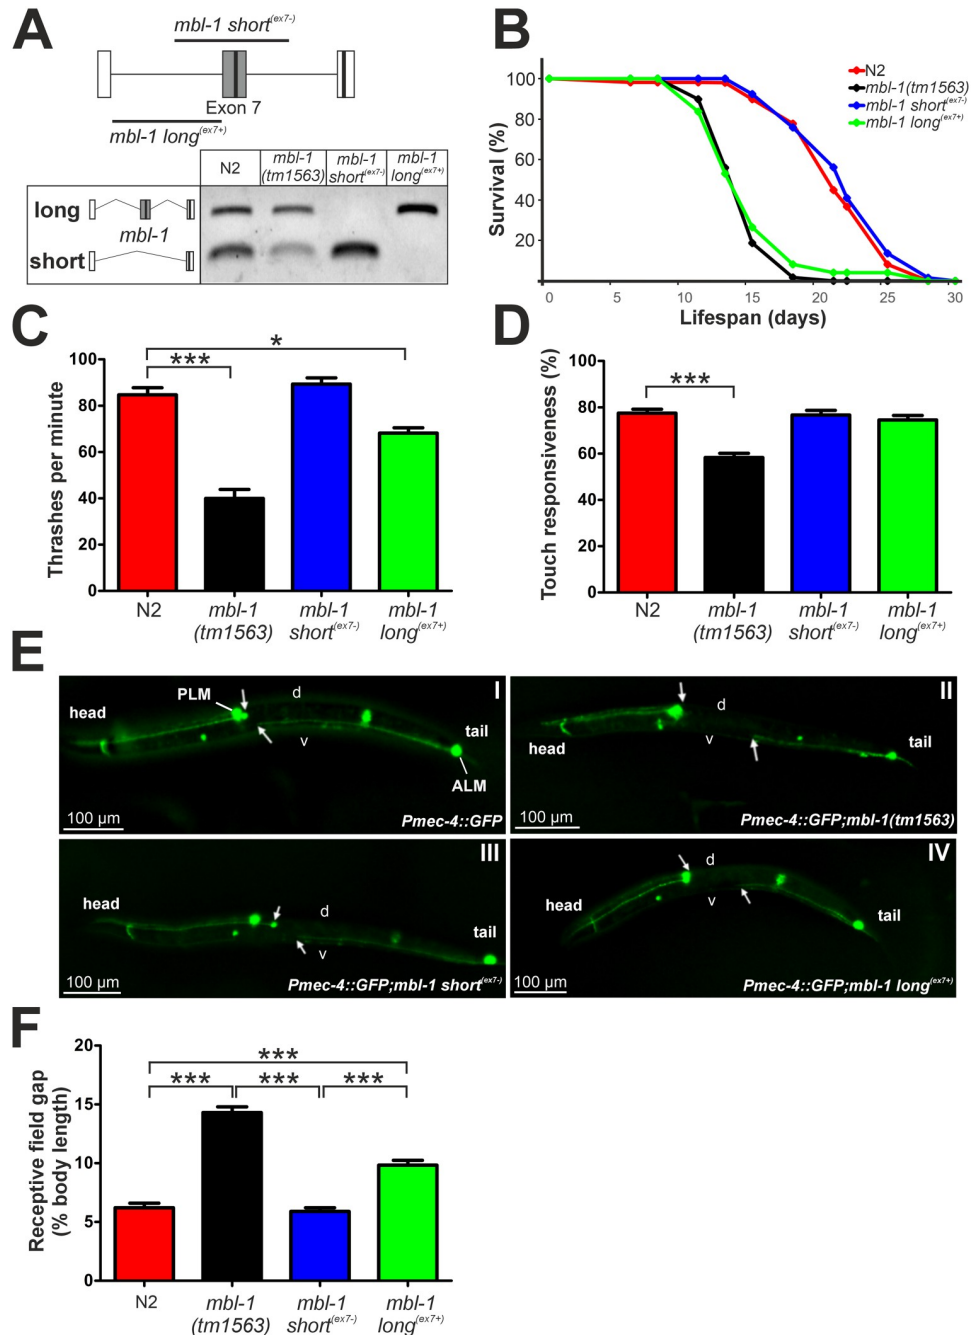 A
mbl-1 short(ex7-)
Exon 7
mbl-1 long(ex7+)
N2
mbl-1 (tm1563)
mbl-1 short(ex7-)
mbl-1 long(ex7+)
long
mbl-1
short
B
N2
mbl-1(tm1563)
mbl-1 short(ex7-)
mbl-1 long(ex7+)
Survival (%)
100
80
60
40
20
0 5 10 15 20 25 30
Lifespan (days)
C
*
***
Thrashes per minute
100
80
60
40
20
0
N2
mbl-1 (tm1563)
mbl-1 short(ex7-)
mbl-1 long(ex7+)
D
***
Touch responsiveness (%)
100
80
60
40
20
0
N2
mbl-1 (tm1563)
mbl-1 short(ex7-)
mbl-1 long(ex7+)
E
I
PLM
d
head
v
tail
ALM
100 µm
Pmec-4::GFP
II
d
head
v
tail
100 µm
Pmec-4::GFP;mbl-1(tm1563)
III
head
d
v
tail
100 µm
Pmec-4::GFP;mbl-1 short(ex7-)
IV
d
head
v
tail
100 µm
Pmec-4::GFP;mbl-1 long(ex7+)
F
***
*** *** ***
Receptive field gap
(% body length)
20
15
10
5
0
N2
mbl-1 (tm1563)
mbl-1 short(ex7-)
mbl-1 long(ex7+)